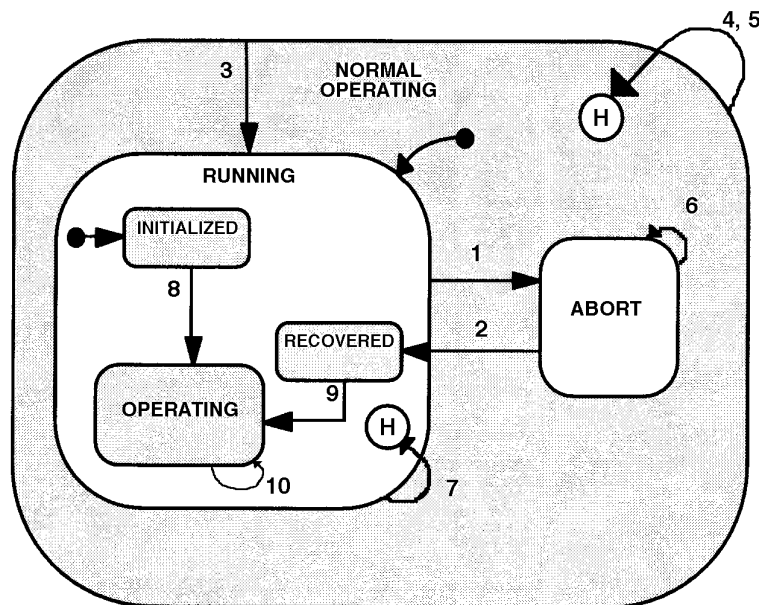 4, 5
3
NORMAL
OPERATING
H
RUNNING
6
INITIALIZED
1
ABORT
8
2
RECOVERED
9
OPERATING
H
10
7